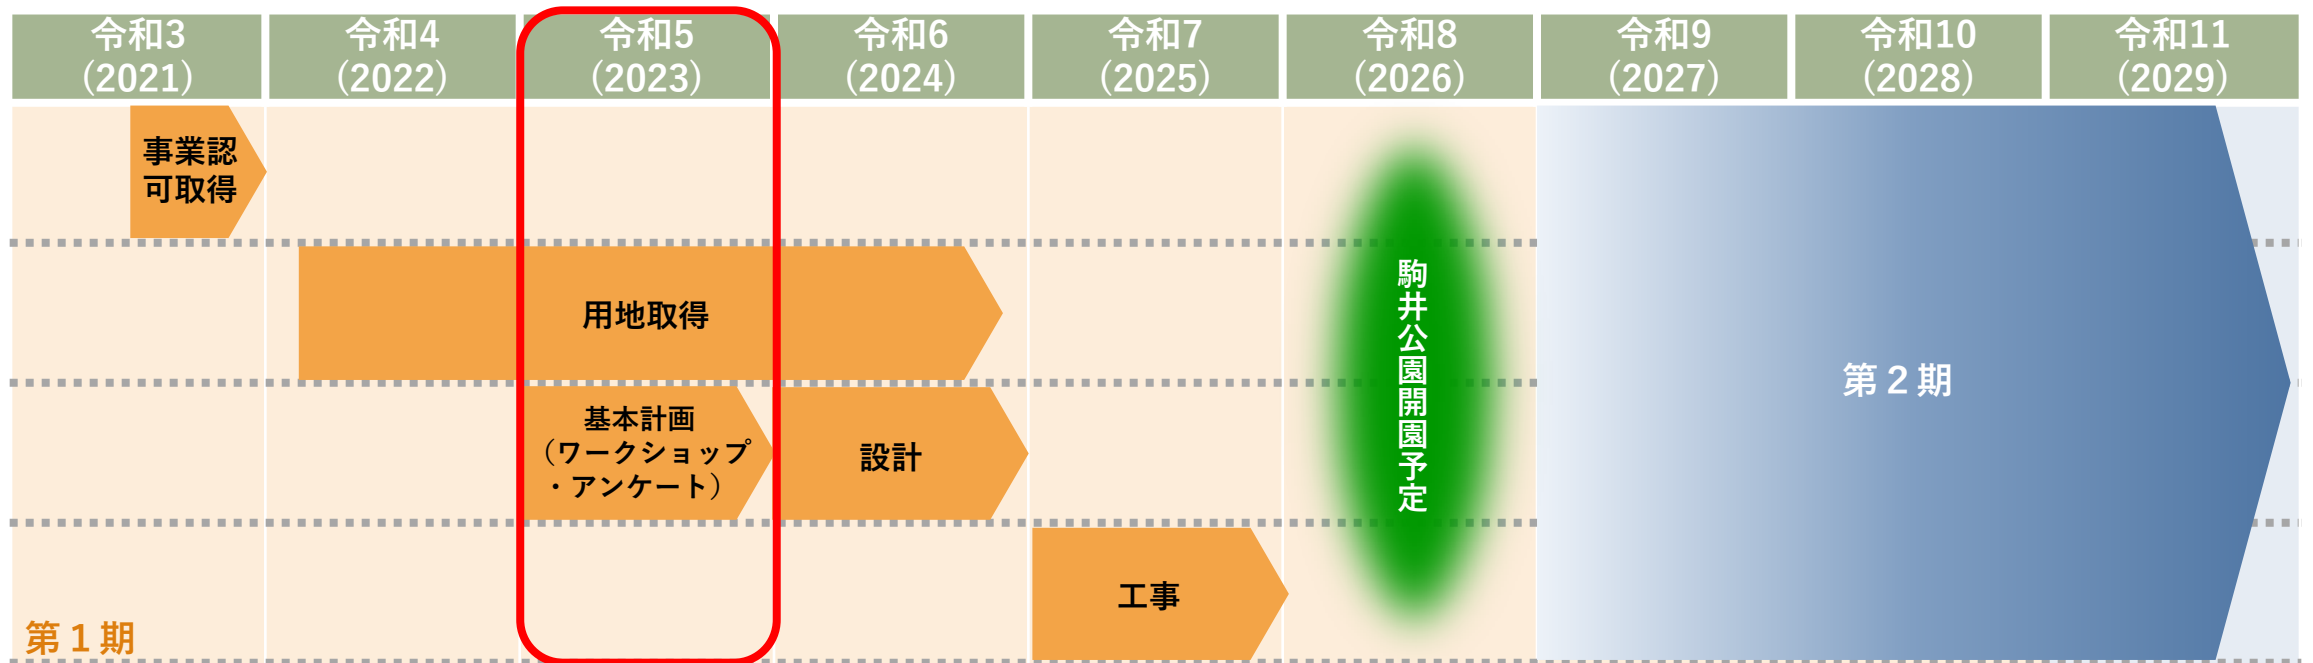 令和3
(2021)
令和4
(2022)
令和5
(2023)
令和6
(2024)
令和7
(2025)
令和8
(2026)
令和9
(2027)
令和10
(2028)
令和11
(2029)
事業認
可取得
用地取得
基本計画
（ワークショップ
・アンケート）
設計
工事
駒井公園開園予定
第２期
第１期